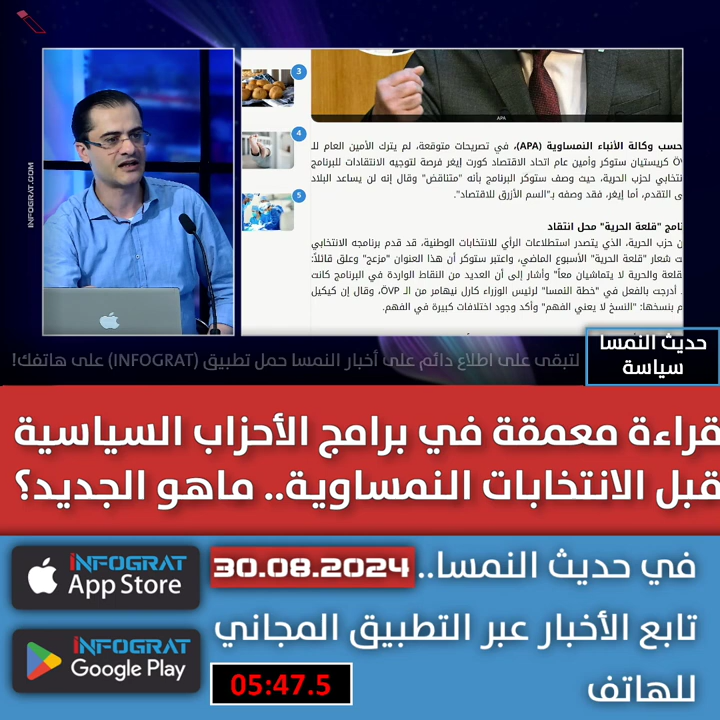 INFOGRAT.COM
3
4
5
APA
حسب وكالة الأنباء النمساوية (APA)، في تصريحات متوقعة، لم يترك الأمين العام للـ
ÖV كريستيان ستوكر وأمين عام اتحاد الاقتصاد كورت إيغر فرصة لتوجيه الانتقادات للبرنامج
نتخابي لحزب الحرية، حيث وصف ستوكر البرنامج بأنه "متناقض" وقال إنه لن يساعد البلاد
ى التقدم، أما إيغر، فقد وصفه بـ"السم الأزرق للاقتصاد".
نامج "قلعة الحرية" محل انتقاد
ن حزب الحرية، الذي يتصدر استطلاعات الرأي للانتخابات الوطنية، قد قدم برنامجه الانتخابي
ت شعار "قلعة الحرية" الأسبوع الماضي، واعتبر ستوكر أن هذا العنوان "مزعج" وعلق قائلاً:
قلعة والحرية لا يتماشيان معاً" وأشار إلى أن العديد من النقاط الواردة في البرنامج كانت
أدرجت بالفعل في "خطة النمسا" لرئيس الوزراء كارل نيهامر من الـ ÖVP، وقال إن كيكيل
م بنسخها: "النسخ لا يعني الفهم" وأكد وجود اختلافات كبيرة في الفهم.
حديث النمسا
سياسة
لتبقى على اطلاع دائم على أخبار النمسا حمل تطبيق (INFOGRAT) على هاتفك!
قراءة معمقة في برامج الأحزاب السياسية
قبل الانتخابات النمساوية.. ماهو الجديد؟
في حديث النمسا.. 30.08.2024
تابع الأخبار عبر التطبيق المجاني
للهاتف
INFOGRAT
App Store
INFOGRAT
Google Play
05:47.5